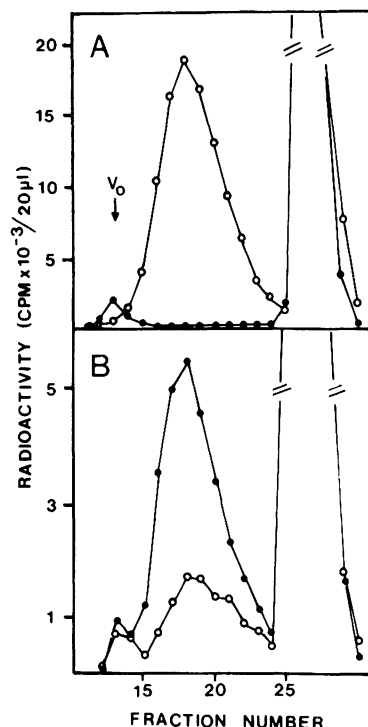 A
20
15
10
5
V₀
RADIOACTIVITY (CPM x 10⁻³/20µl)
B
5
3
1
15 20 25
FRACTION NUMBER